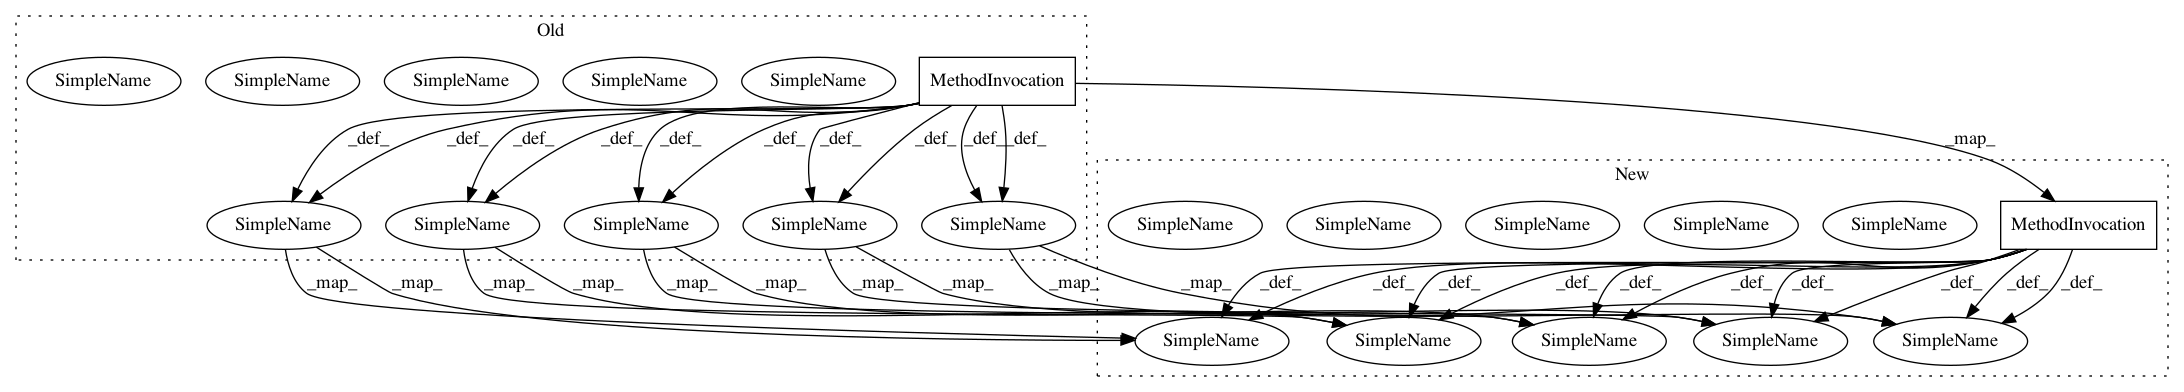 Old
SimpleName SimpleName SimpleName SimpleName SimpleName MethodInvocation
_def_ _def_ _def_ _def_ _def_ _def_ _def_ _def_ _def_ _def_ _map_
New
SimpleName SimpleName SimpleName SimpleName SimpleName SimpleName SimpleName SimpleName SimpleName SimpleName MethodInvocation
_map_ _map_ _map_ _map_ _map_ _map_ _map_ _map_ _map_ _map_ _def_ _def_ _def_ _def_ _def_ _def_ _def_ _def_ _def_ _def_
SimpleName SimpleName SimpleName SimpleName SimpleName